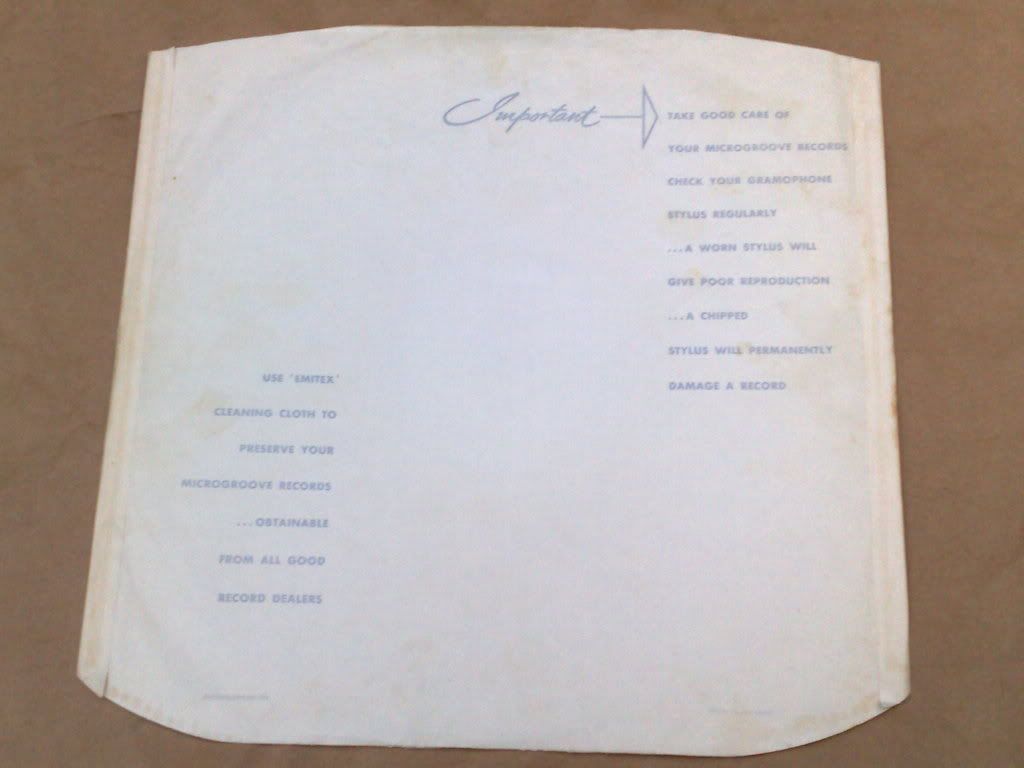 Important
TAKE GOOD CARE OF
YOUR MICROGROOVE RECORDS
CHECK YOUR GRAMOPHONE
STYLUS REGULARLY
...A WORN STYLUS WILL
GIVE POOR REPRODUCTION
...A CHIPPED
STYLUS WILL PERMANENTLY
DAMAGE A RECORD
USE 'EMITEX'
CLEANING CLOTH TO
PRESERVE YOUR
MICROGROOVE RECORDS
...OBTAINABLE
FROM ALL GOOD
RECORD DEALERS